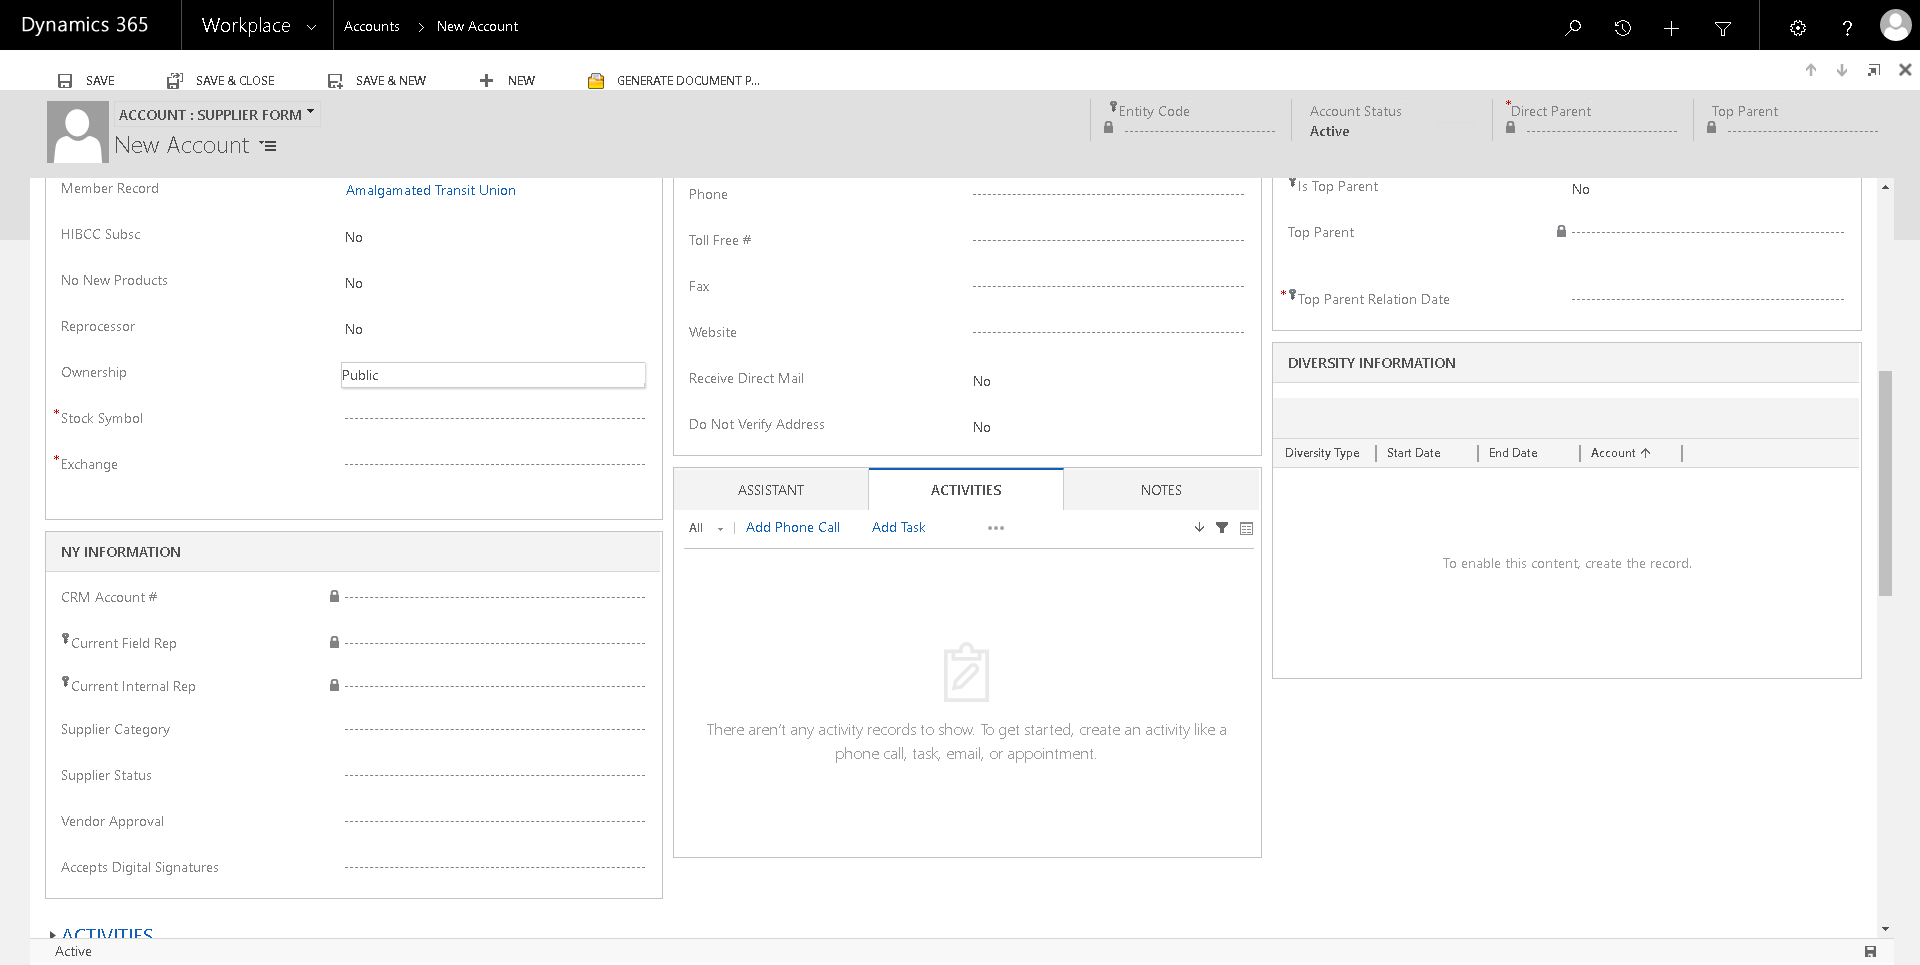 Dynamics 365
Workplace
Accounts > New Account
SAVE
SAVE & CLOSE
SAVE & NEW
NEW
GENERATE DOCUMENT P...
ACCOUNT : SUPPLIER FORM
New Account
Entity Code
Account Status
Active
*Direct Parent
Top Parent
Member Record
Amalgamated Transit Union
HIBCC Subsc
No
No New Products
No
Reprocessor
No
Ownership
Public
*Stock Symbol
*Exchange
NY INFORMATION
CRM Account #
Current Field Rep
Current Internal Rep
Supplier Category
Supplier Status
Vendor Approval
Accepts Digital Signatures
Phone
Toll Free #
Fax
Website
Receive Direct Mail
No
Do Not Verify Address
No
ASSISTANT
ACTIVITIES
NOTES
All
Add Phone Call
Add Task
There aren't any activity records to show. To get started, create an activity like a
phone call, task, email, or appointment.
Is Top Parent
No
Top Parent
*Top Parent Relation Date
DIVERSITY INFORMATION
Diversity Type
Start Date
End Date
Account
To enable this content, create the record.
ACTIVITIES
Active